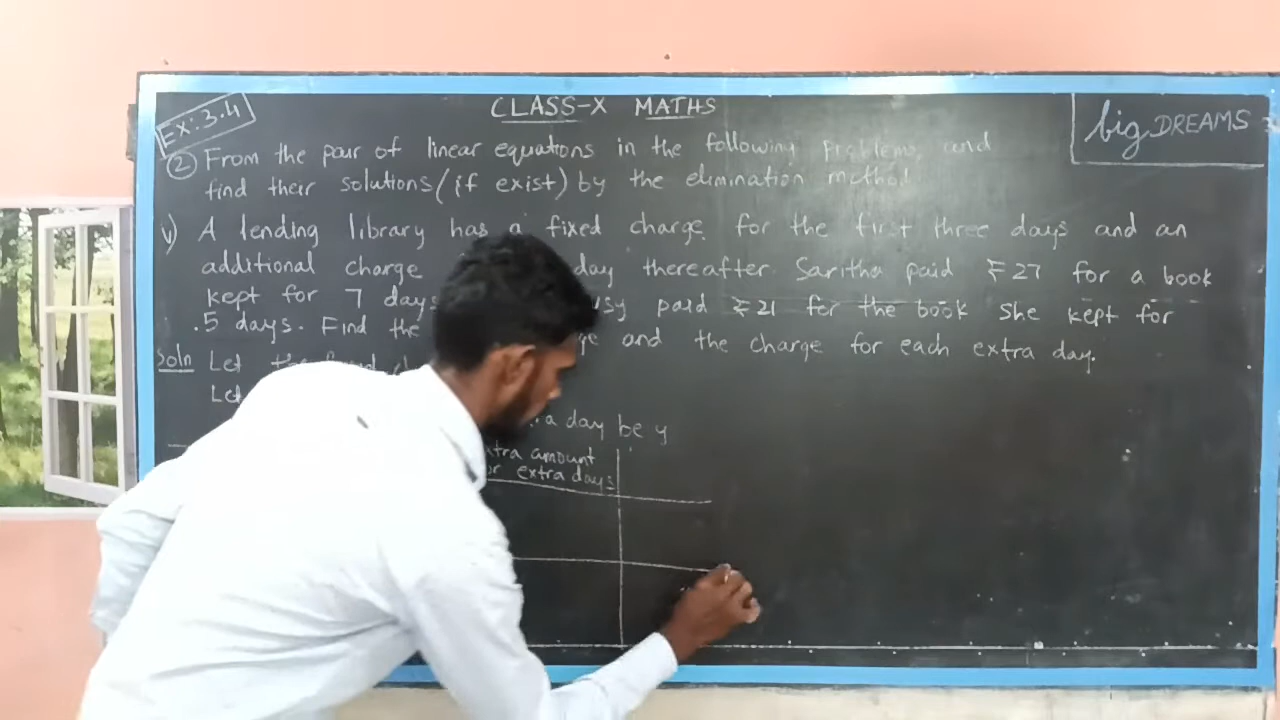 Ex: 3.4
CLASS-X MATHS
big DREAMS
② From the pair of linear equations in the following problems, and
find their solutions (if exist) by the elimination method
v) A lending library has a fixed charge for the first three days and an
additional charge day thereafter. Saritha paid ₹27 for a book
kept for 7 days paid ₹21 for the book she kept for
5 days. Find the and the charge for each extra day.
Soln Let the
Let
a day be y
extra amount
extra days